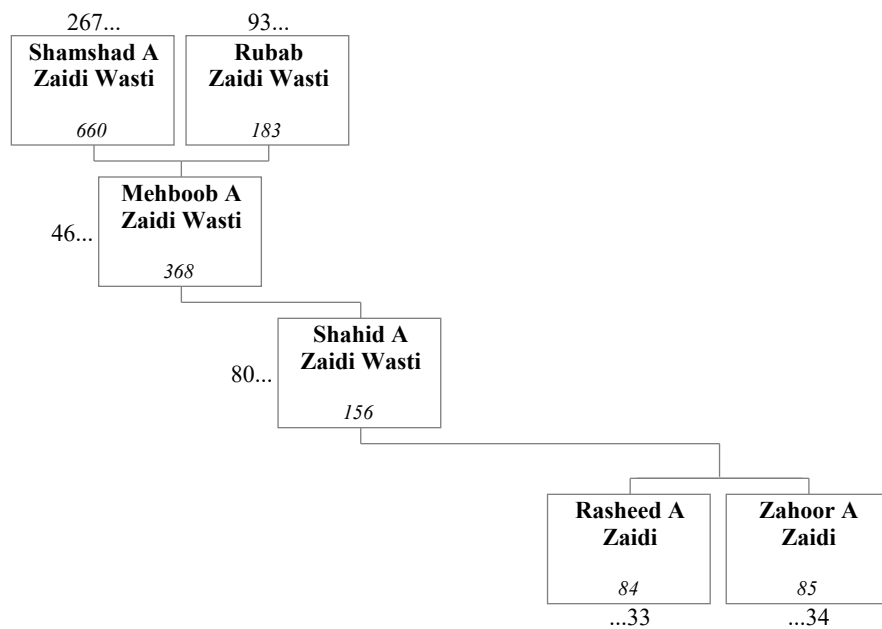 267...
93...
Shamshad A
Zaidi Wasti
660
Rubab
Zaidi Wasti
183
46...
Mehboob A
Zaidi Wasti
368
80...
Shahid A
Zaidi Wasti
156
Rasheed A
Zaidi
84
...33
Zahoor A
Zaidi
85
...34